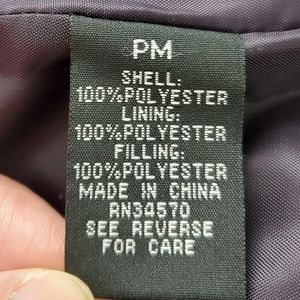 PM
SHELL:
100%POLYESTER
LINING:
100%POLYESTER
FILLING:
100%POLYESTER
MADE IN CHINA
RN34570
SEE REVERSE
FOR CARE